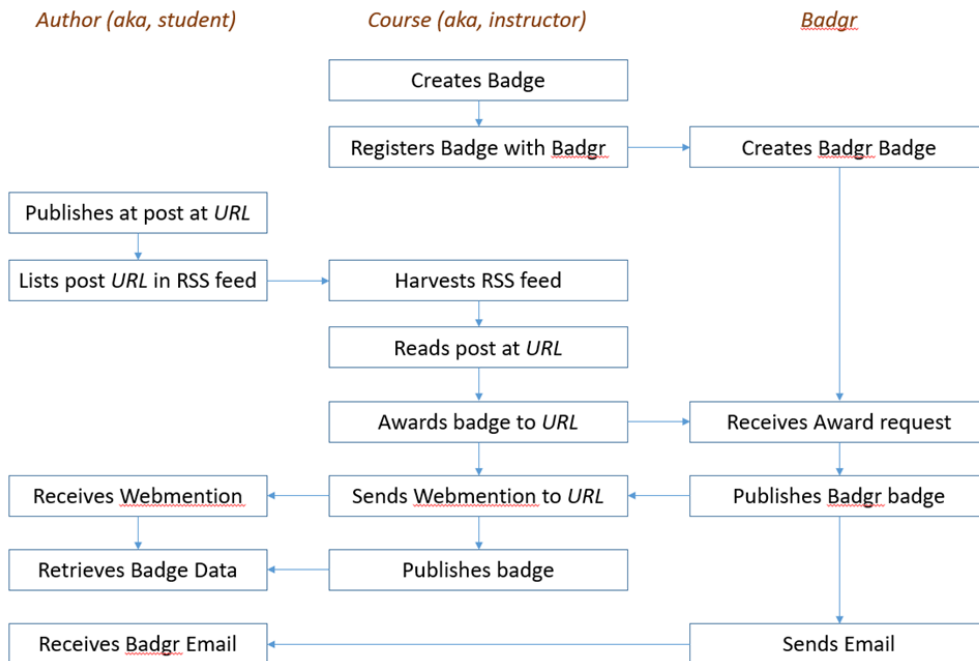 Author (aka, student)
Course (aka, instructor)
Badgr
Creates Badge
Registers Badge with Badgr
Creates Badgr Badge
Publishes at post at URL
Lists post URL in RSS feed
Harvests RSS feed
Reads post at URL
Awards badge to URL
Receives Award request
Receives Webmention
Sends Webmention to URL
Publishes Badgr badge
Retrieves Badge Data
Publishes badge
Receives Badgr Email
Sends Email